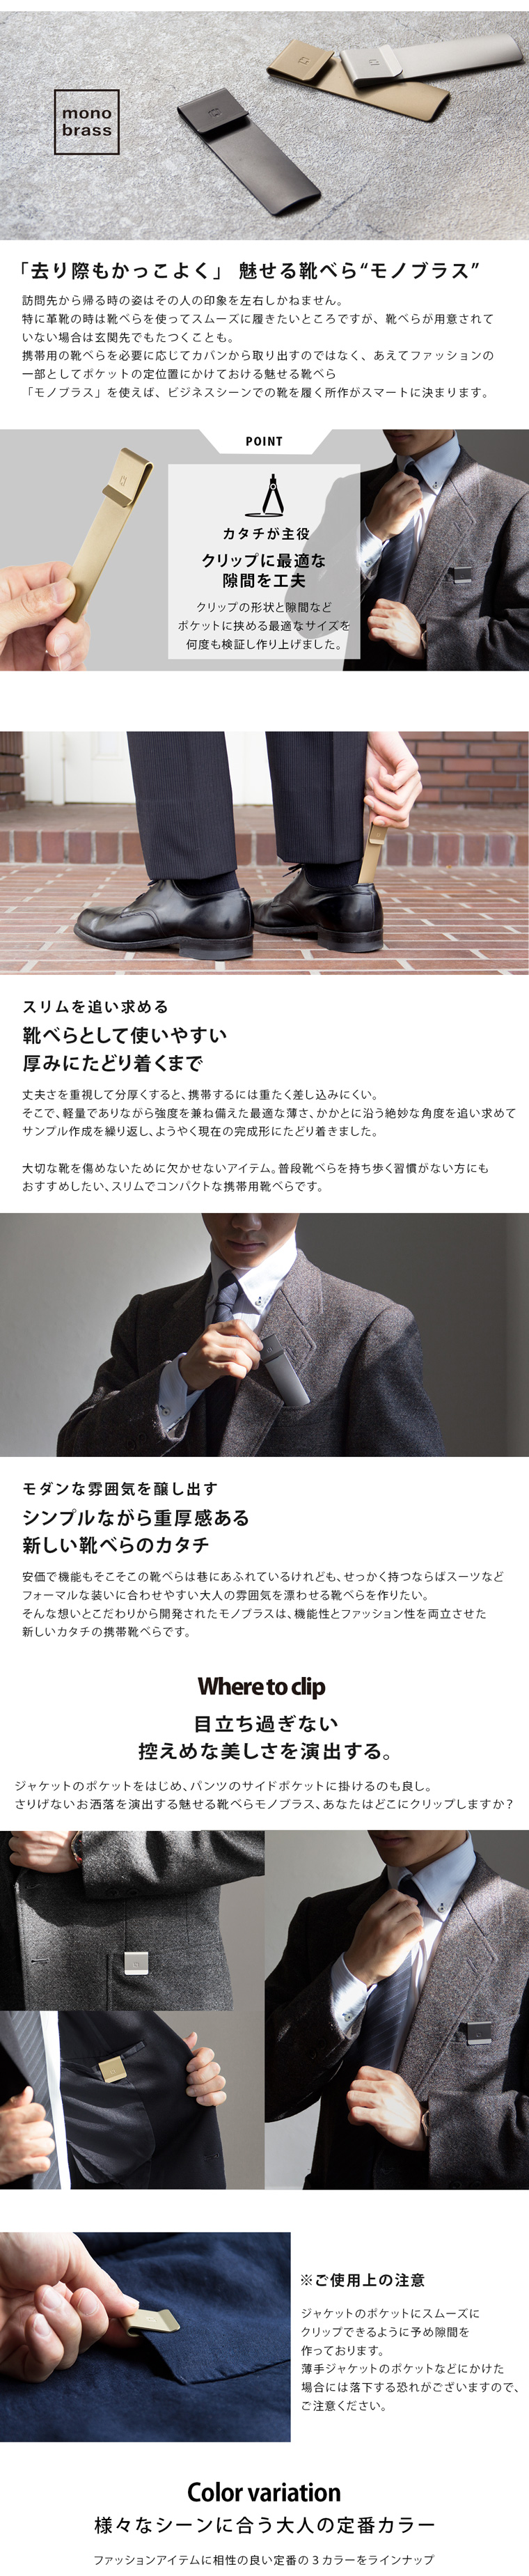 mono
brass
「去り際もかっこよく」 魅せる靴べら“モノブラス”
訪問先から帰る時の姿はその人の印象を左右しかねません。
特に革靴の時は靴べらを使ってスムーズに履きたいところですが、靴べらが用意されて
いない場合は玄関先でもたつくことも。
携帯用の靴べらを必要に応じてカバンから取り出すのではなく、あえてファッションの
一部としてポケットの定位置にかけておける魅せる靴べら
「モノブラス」を使えば、ビジネスシーンでの靴を履く所作がスマートに決まります。
POINT
カタチが主役
クリップに最適な
隙間を工夫
クリップの形状と隙間など
ポケットに挟める最適なサイズを
何度も検証し作り上げました。
スリムを追い求める
靴べらとして使いやすい
厚みにたどり着くまで
丈夫さを重視して分厚くすると、携帯するには重たく差し込みにくい。
そこで、軽量でありながら強度を兼ね備えた最適な薄さ、かかとに沿う絶妙な角度を追い求めて
サンプル作成を繰り返し、ようやく現在の完成形にたどり着きました。
大切な靴を傷めないために欠かせないアイテム。普段靴べらを持ち歩く習慣がない方にも
おすすめしたい、スリムでコンパクトな携帯用靴べらです。
モダンな雰囲気を醸し出す
シンプルながら重厚感ある
新しい靴べらのカタチ
安価で機能もそこそこの靴べらは巷にあふれているけれども、せっかく持つならばスーツなど
フォーマルな装いに合わせやすい大人の雰囲気を漂わせる靴べらを作りたい。
そんな想いとこだわりから開発されたモノブラスは、機能性とファッション性を両立させた
新しいカタチの携帯靴べらです。
Where to clip
目立ち過ぎない
控えめな美しさを演出する。
ジャケットのポケットをはじめ、パンツのサイドポケットに掛けるのも良し。
さりげないお洒落を演出する魅せる靴べらモノブラス、あなたはどこにクリップしますか？
※ご使用上の注意
ジャケットのポケットにスムーズに
クリップできるように予め隙間を
作っております。
薄手ジャケットのポケットなどにかけた
場合には落下する恐れがございますので、
ご注意ください。
Color variation
様々なシーンに合う大人の定番カラー
ファッションアイテムに相性の良い定番の3カラーをラインナップ